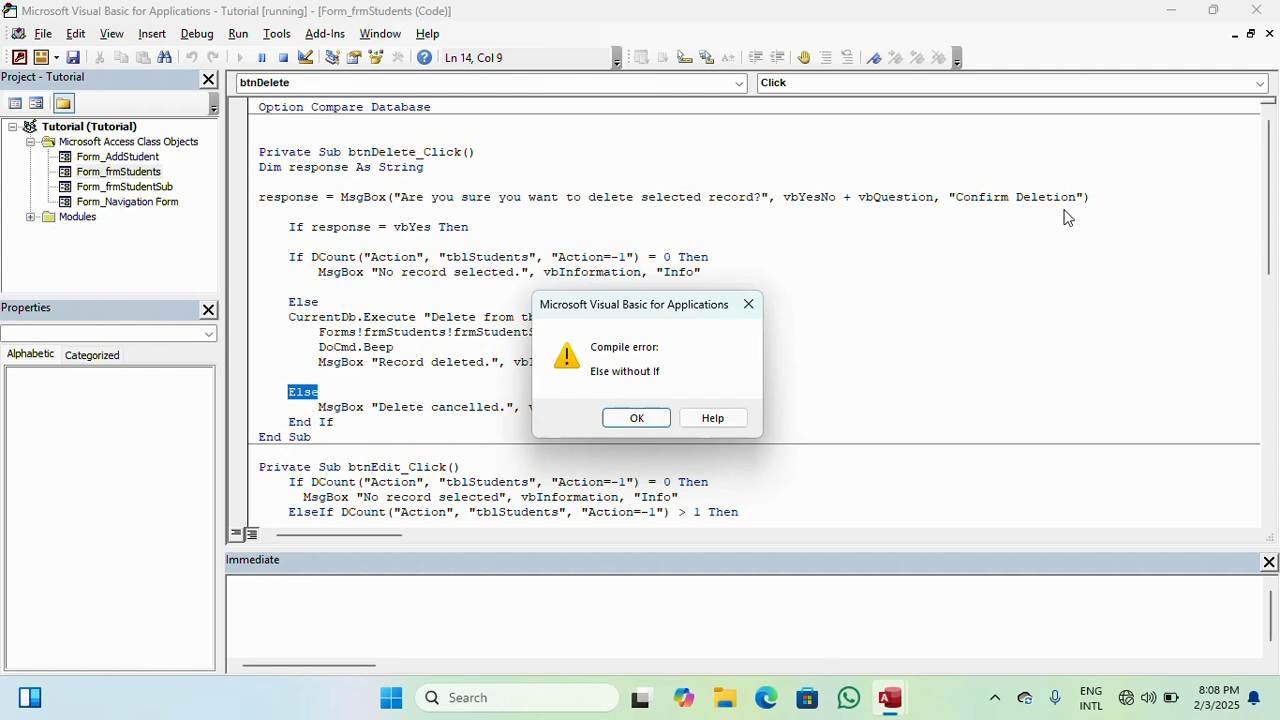 Microsoft Visual Basic for Applications - Tutorial [running] - [Form_frmStudents (Code)]
File Edit View Insert Format Debug Run Tools Add-Ins Window Help
Ln 14, Col 9
Project - Tutorial
btnDelete
Click
Tutorial (Tutorial)
Microsoft Access Class Objects
Form_AddStudent
Form_frmStudents
Form_frmStudentSub
Form_Navigation Form
Modules
Properties
Alphabetic Categorized
Option Compare Database
Private Sub btnDelete_Click()
Dim response As String
response = MsgBox("Are you sure you want to delete selected record?", vbYesNo + vbQuestion, "Confirm Deletion")
If response = vbYes Then
If DCount("Action", "tblStudents", "Action=-1") = 0 Then
MsgBox "No record selected.", vbInformation, "Info"
Else
CurrentDb.Execute "Delete from
Forms!frmStudents!
DoCmd.Beep
MsgBox "Record deleted.",
Else
MsgBox "Delete cancelled.",
End If
End Sub
Private Sub btnEdit_Click()
If DCount("Action", "tblStudents", "Action=-1") = 0 Then
MsgBox "No record selected", vbInformation, "Info"
ElseIf DCount("Action", "tblStudents", "Action=-1") > 1 Then
Microsoft Visual Basic for Applications
Compile error:
Else without If
OK Help
Immediate
Search
ENG
INTL
8:08 PM
2/3/2025